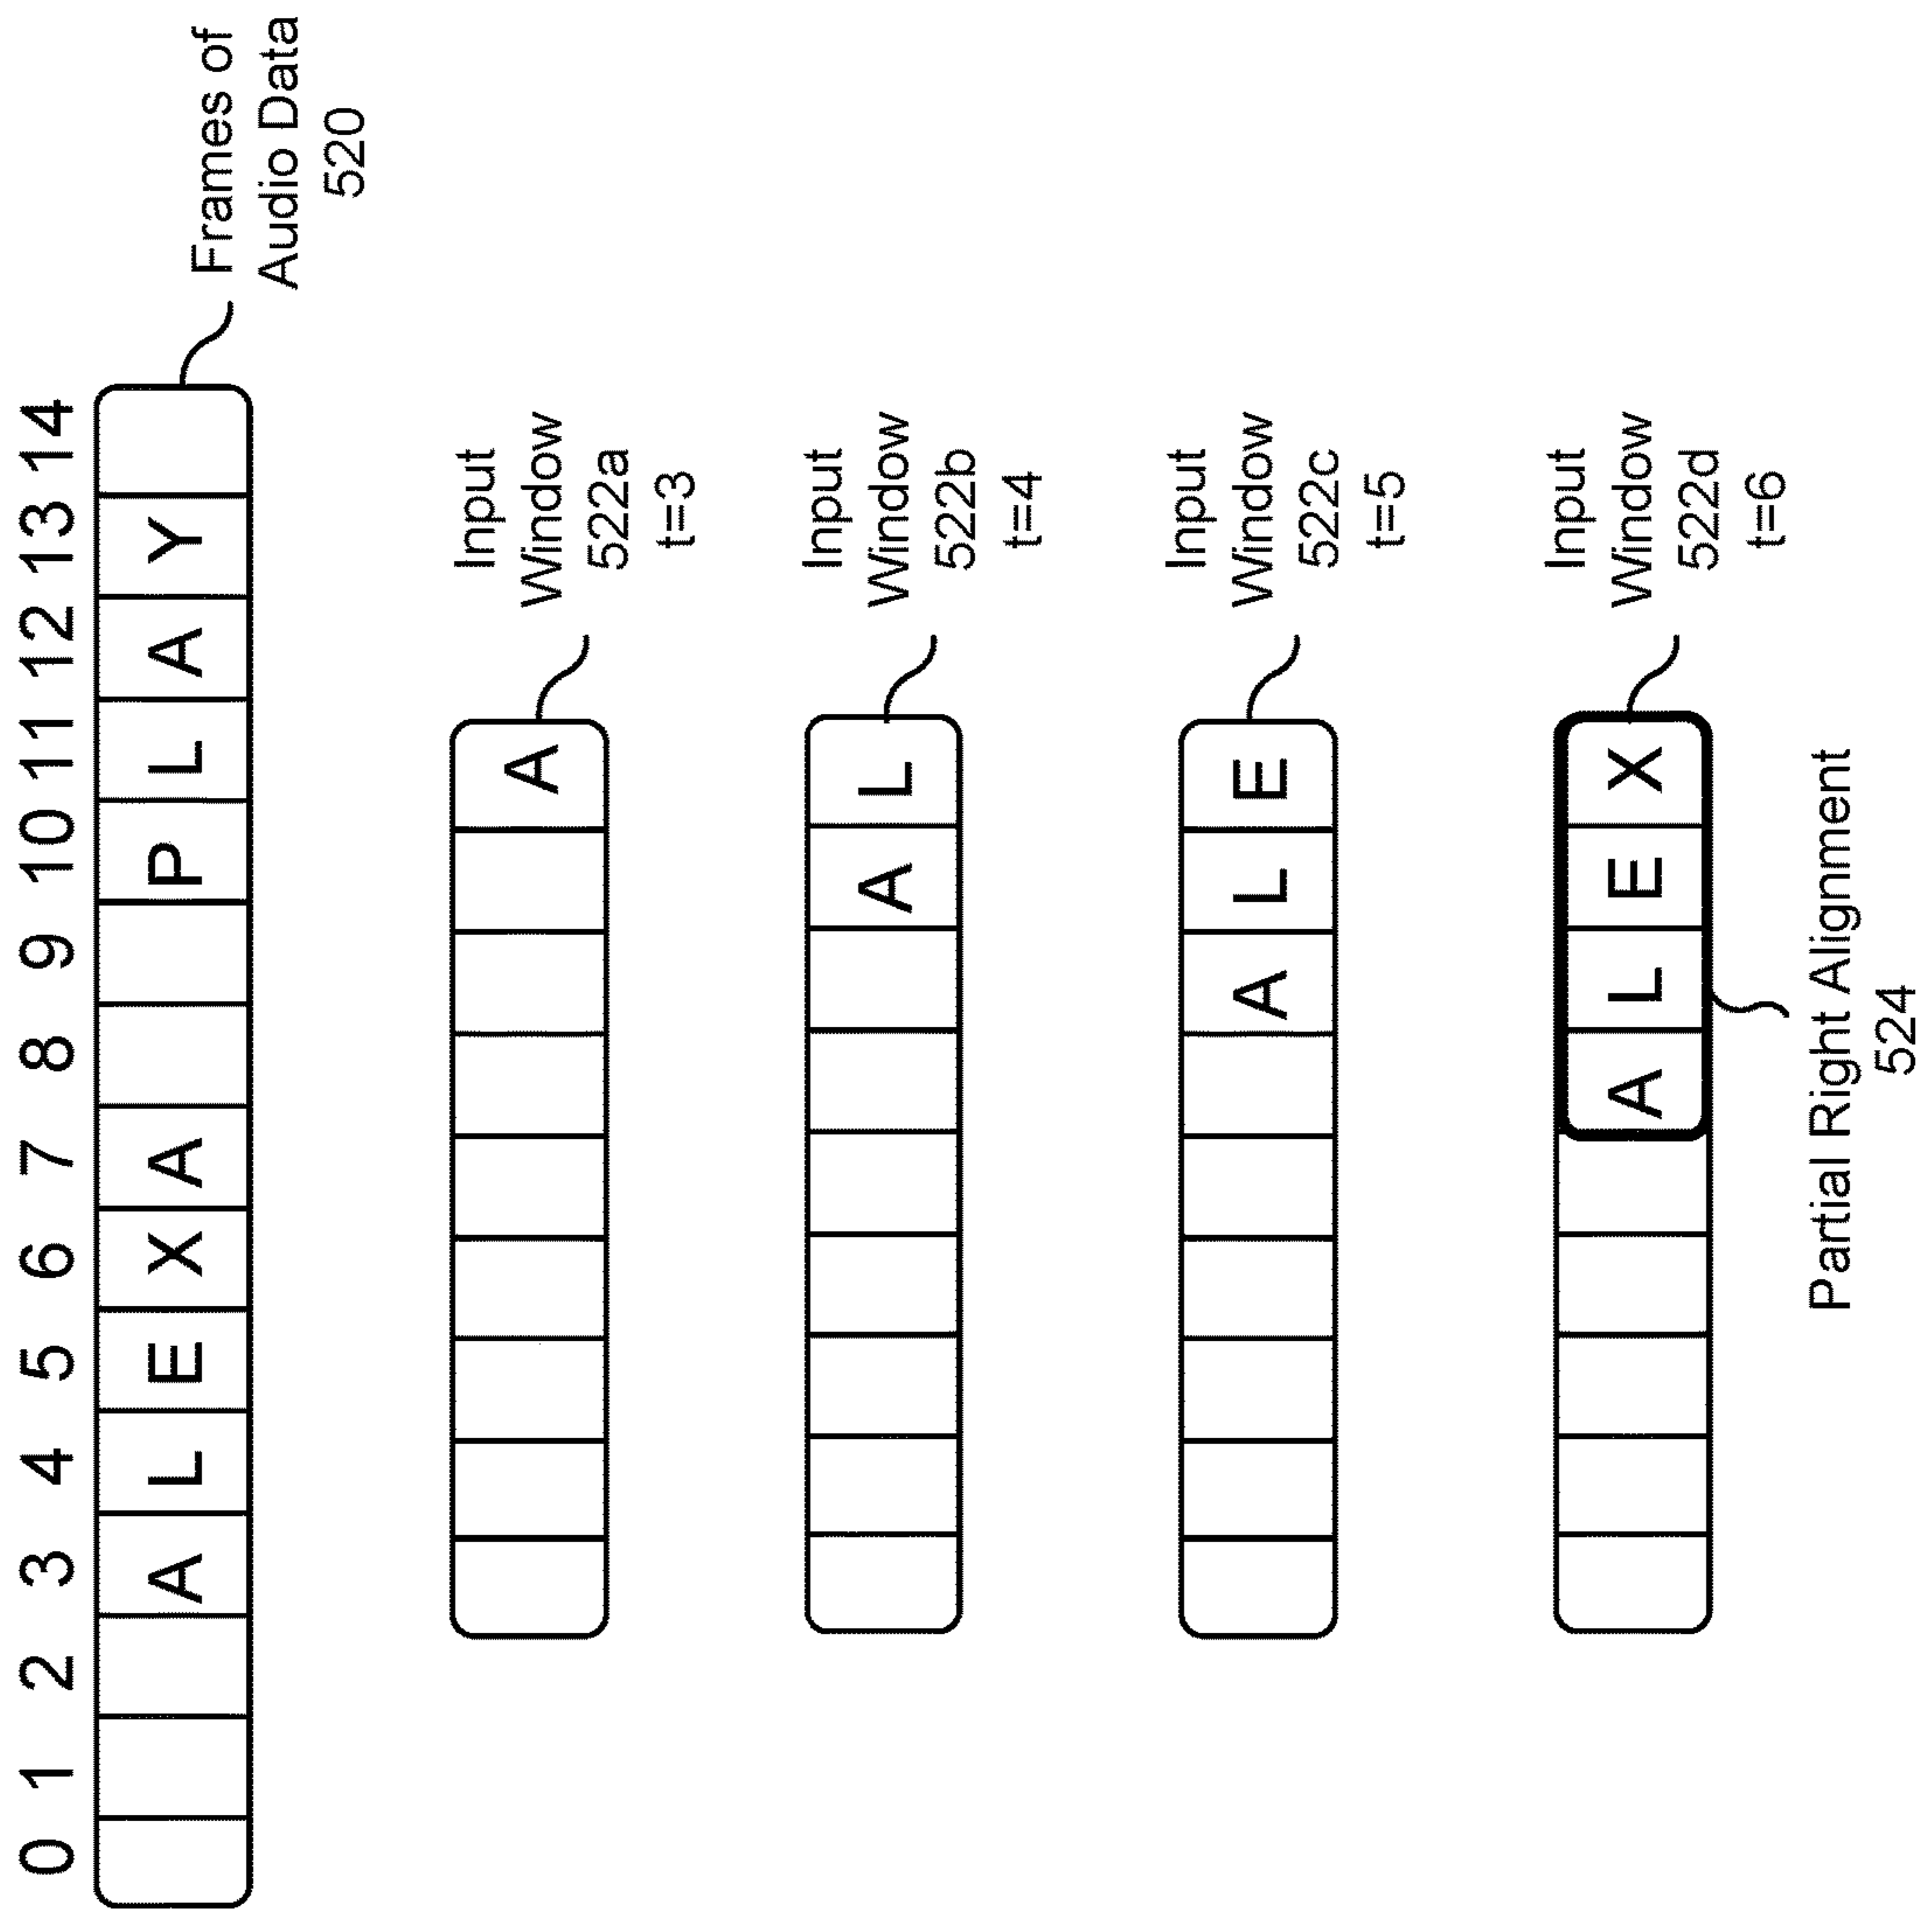 0 1 2 3 4 5 6 7 8 9 10 11 12 13 14
A L E X A P L A Y
Frames of
Audio Data
520
A
Input
Window
522a
t=3
A L
Input
Window
522b
t=4
A L E
Input
Window
522c
t=5
A L E X
Input
Window
522d
t=6
Partial Right Alignment
524